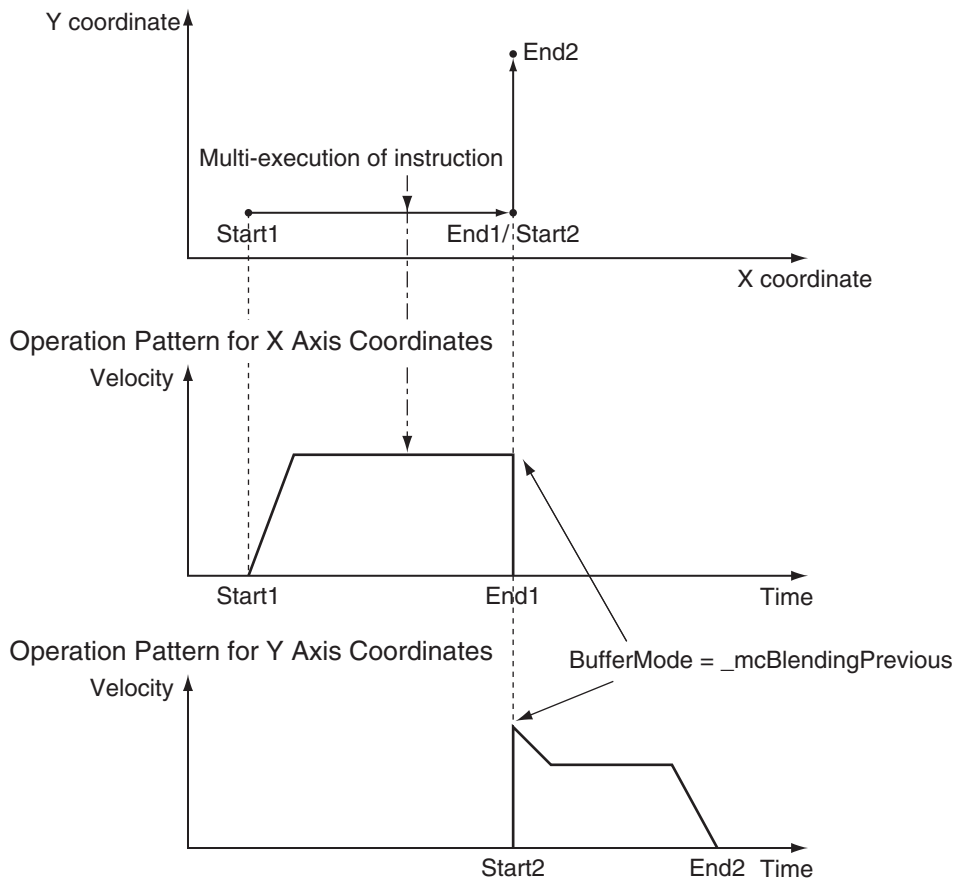 Y coordinate
End2
Multi-execution of instruction
Start1
End1/ Start2
X coordinate
Operation Pattern for X Axis Coordinates
Velocity
Start1
End1
Time
Operation Pattern for Y Axis Coordinates
BufferMode = _mcBlendingPrevious
Velocity
Start2
End2
Time